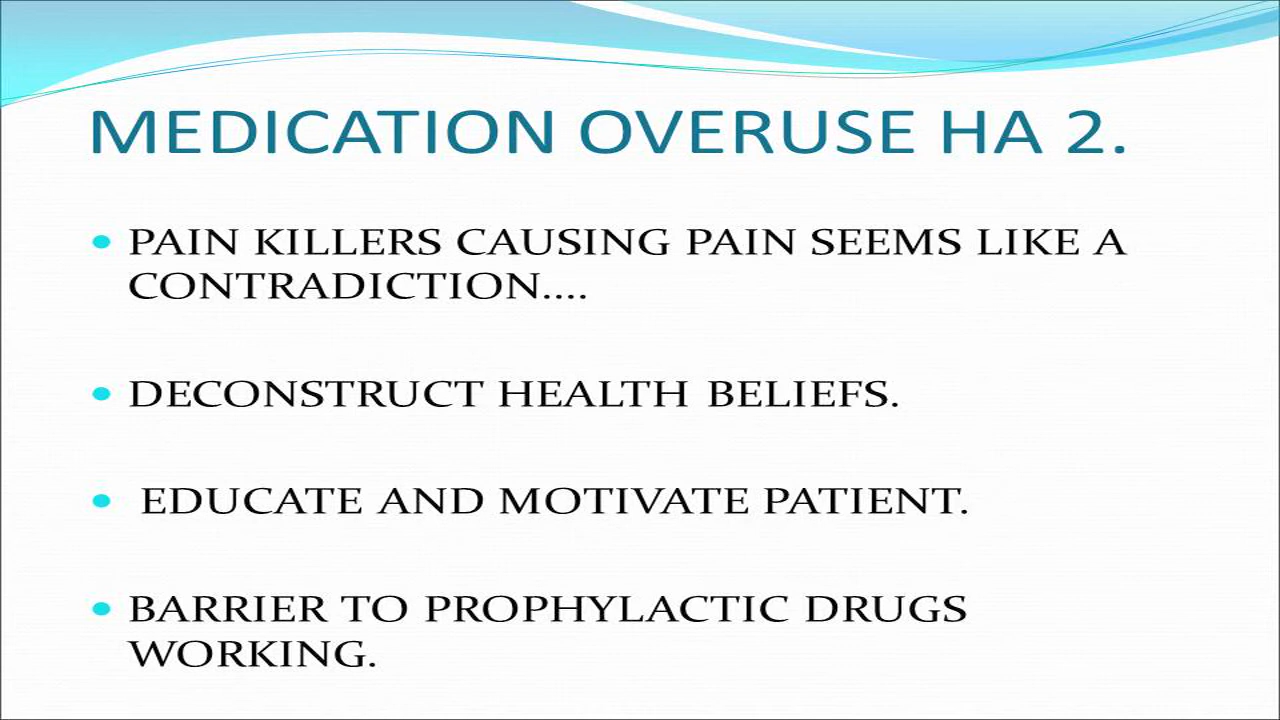 MEDICATION OVERUSE HA 2.
• PAIN KILLERS CAUSING PAIN SEEMS LIKE A
CONTRADICTION....
• DECONSTRUCT HEALTH BELIEFS.
• EDUCATE AND MOTIVATE PATIENT.
• BARRIER TO PROPHYLACTIC DRUGS
WORKING.